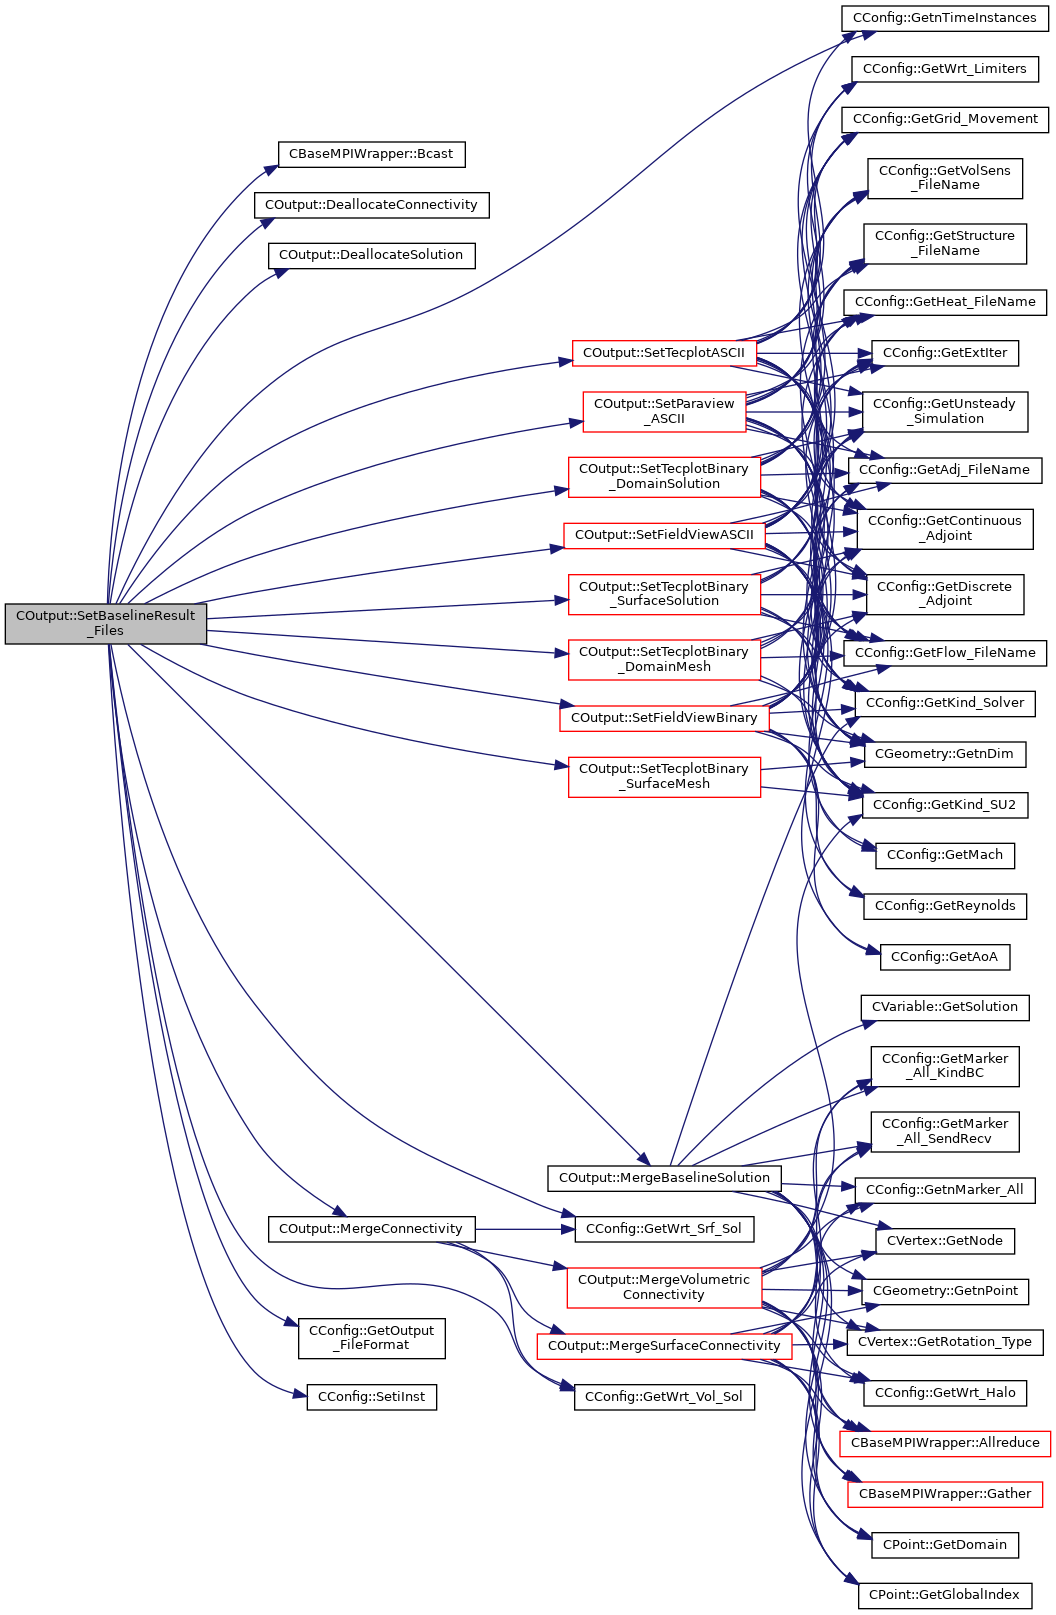 COutput::SetBaselineResult
_Files
CBaseMPIWrapper::Bcast
COutput::DeallocateConnectivity
COutput::DeallocateSolution
COutput::SetTecplotASCII
COutput::SetParaview
_ASCII
COutput::SetTecplotBinary
_DomainSolution
COutput::SetFieldViewASCII
COutput::SetTecplotBinary
_SurfaceSolution
COutput::SetTecplotBinary
_DomainMesh
COutput::SetFieldViewBinary
COutput::SetTecplotBinary
_SurfaceMesh
COutput::MergeBaselineSolution
COutput::MergeConnectivity
CConfig::GetWrt_Srf_Sol
COutput::MergeVolumetric
Connectivity
COutput::MergeSurfaceConnectivity
CConfig::GetOutput
_FileFormat
CConfig::SetiInst
CConfig::GetWrt_Vol_Sol
CConfig::GetnTimeInstances
CConfig::GetWrt_Limiters
CConfig::GetGrid_Movement
CConfig::GetVolSens
_FileName
CConfig::GetStructure
_FileName
CConfig::GetHeat_FileName
CConfig::GetExtIter
CConfig::GetUnsteady
_Simulation
CConfig::GetAdj_FileName
CConfig::GetContinuous
_Adjoint
CConfig::GetDiscrete
_Adjoint
CConfig::GetFlow_FileName
CConfig::GetKind_Solver
CGeometry::GetnDim
CConfig::GetKind_SU2
CConfig::GetMach
CConfig::GetReynolds
CConfig::GetAoA
CVariable::GetSolution
CConfig::GetMarker
_All_KindBC
CConfig::GetMarker
_All_SendRecv
CConfig::GetnMarker_All
CVertex::GetNode
CGeometry::GetnPoint
CVertex::GetRotation_Type
CConfig::GetWrt_Halo
CBaseMPIWrapper::Allreduce
CBaseMPIWrapper::Gather
CPoint::GetDomain
CPoint::GetGlobalIndex